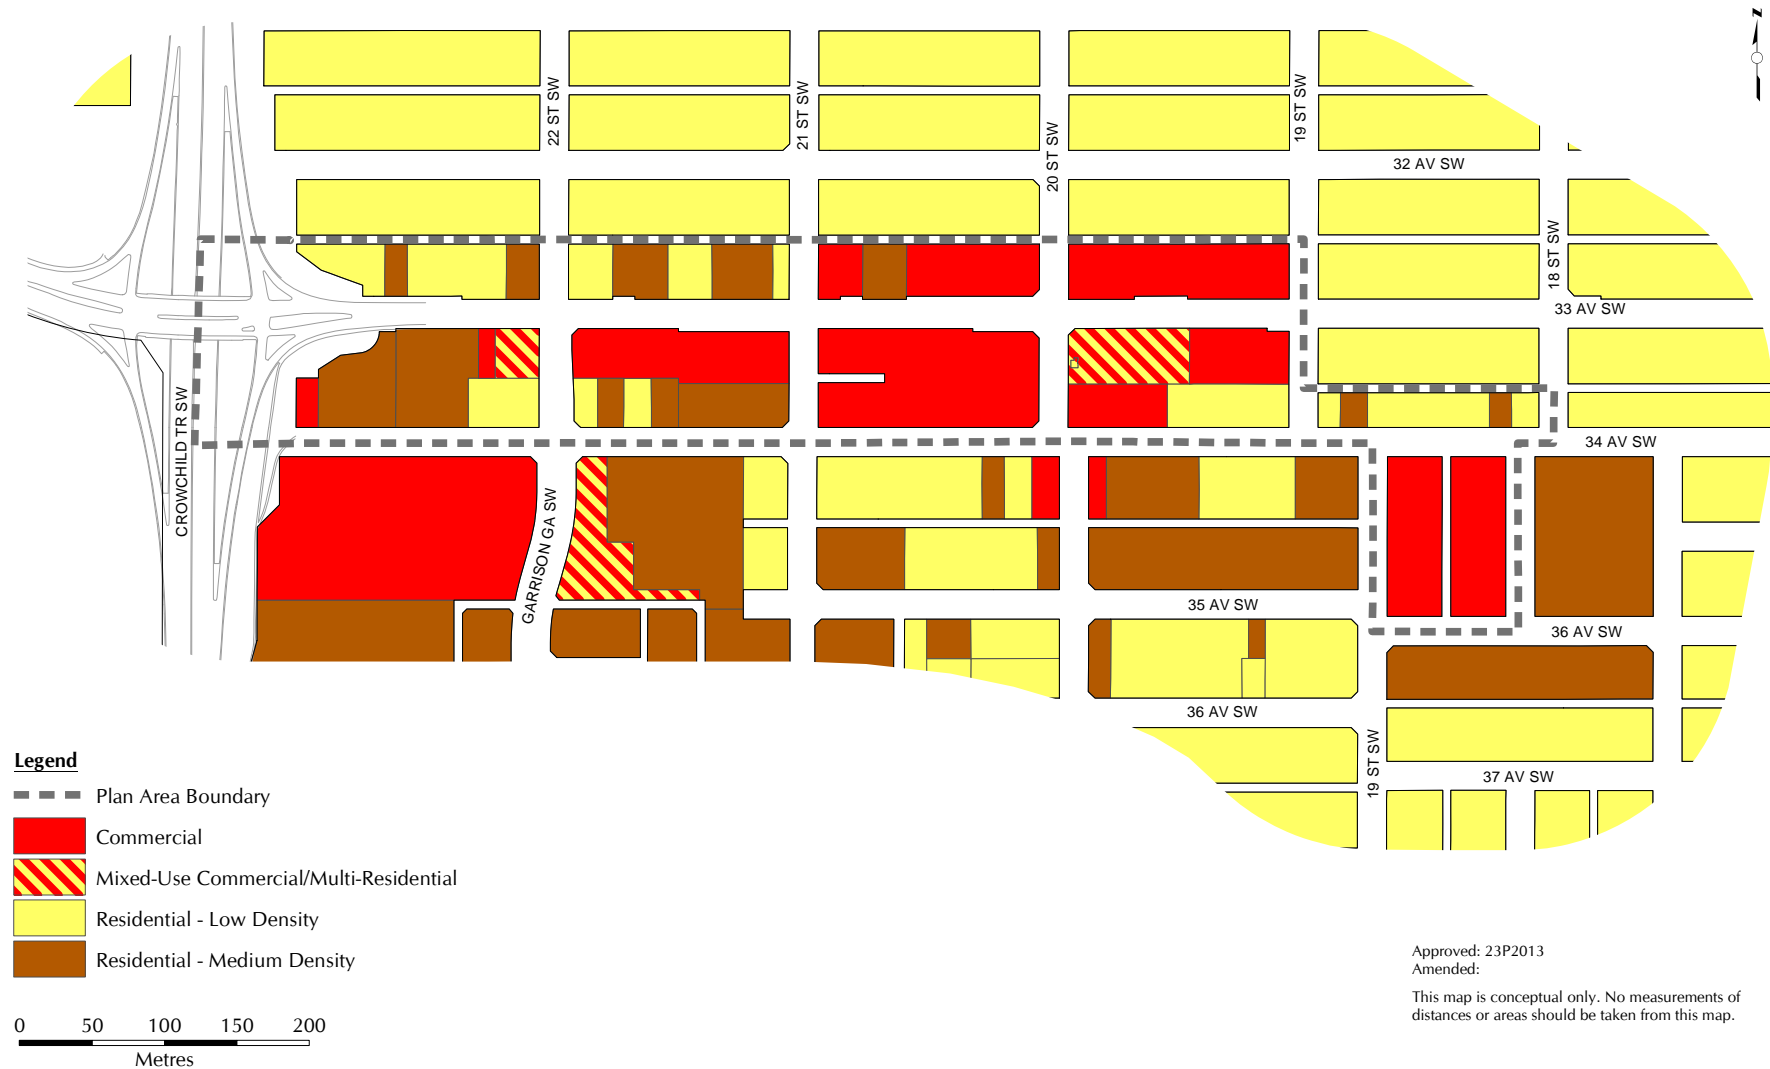 N
22 ST SW
21 ST SW
20 ST SW
19 ST SW
32 AV SW
18 ST SW
33 AV SW
CROWCHILD TR SW
34 AV SW
GARRISON GA SW
35 AV SW
36 AV SW
36 AV SW
19 ST SW
37 AV SW
Legend
Plan Area Boundary
Commercial
Mixed-Use Commercial/Multi-Residential
Residential - Low Density
Residential - Medium Density
0 50 100 150 200
Metres
Approved: 23P2013
Amended:
This map is conceptual only. No measurements of
distances or areas should be taken from this map.